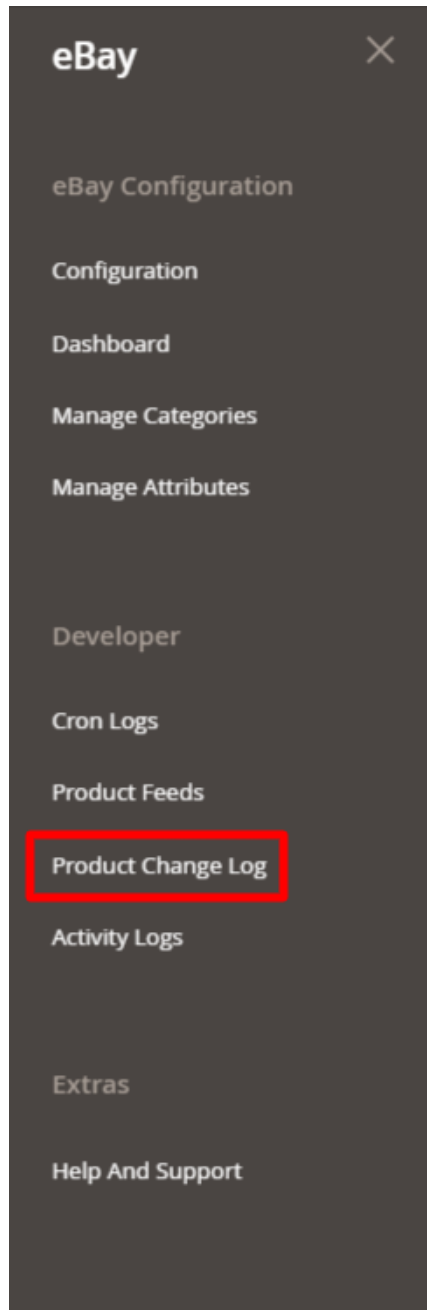 eBay
eBay Configuration
Configuration
Dashboard
Manage Categories
Manage Attributes
Developer
Cron Logs
Product Feeds
Product Change Log
Activity Logs
Extras
Help And Support